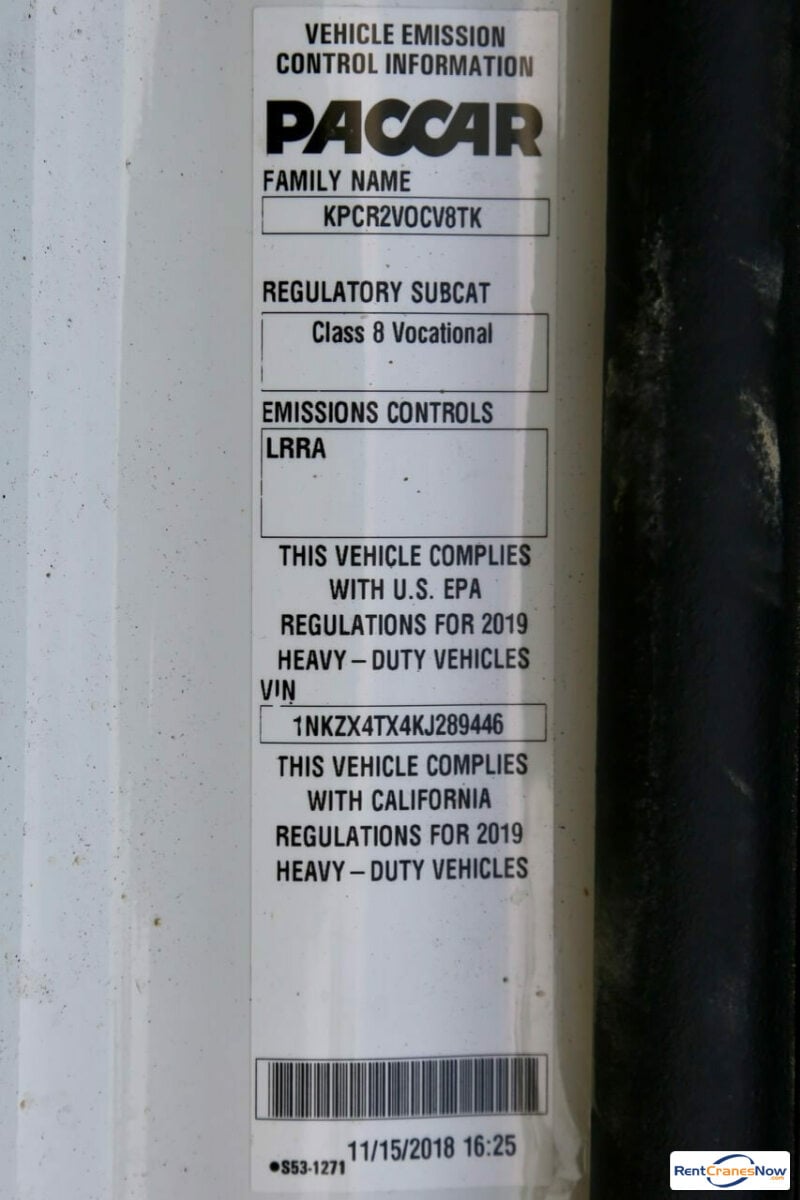 VEHICLE EMISSION
CONTROL INFORMATION
PACCAR
FAMILY NAME
KPCR2VOCV8TK
REGULATORY SUBCAT
Class 8 Vocational
EMISSIONS CONTROLS
LRRA
THIS VEHICLE COMPLIES
WITH U.S. EPA
REGULATIONS FOR 2019
HEAVY – DUTY VEHICLES
VIN
1NKZX4TX4KJ289446
THIS VEHICLE COMPLIES
WITH CALIFORNIA
REGULATIONS FOR 2019
HEAVY – DUTY VEHICLES
●S53-1271 11/15/2018 16:25
RentCranesNow
.com